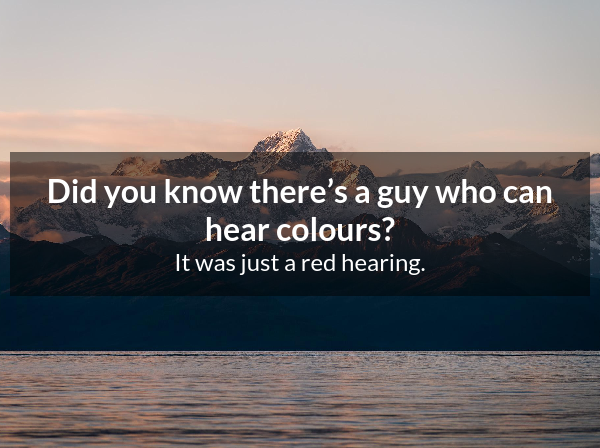 Did you know there’s a guy who can
hear colours?
It was just a red hearing.